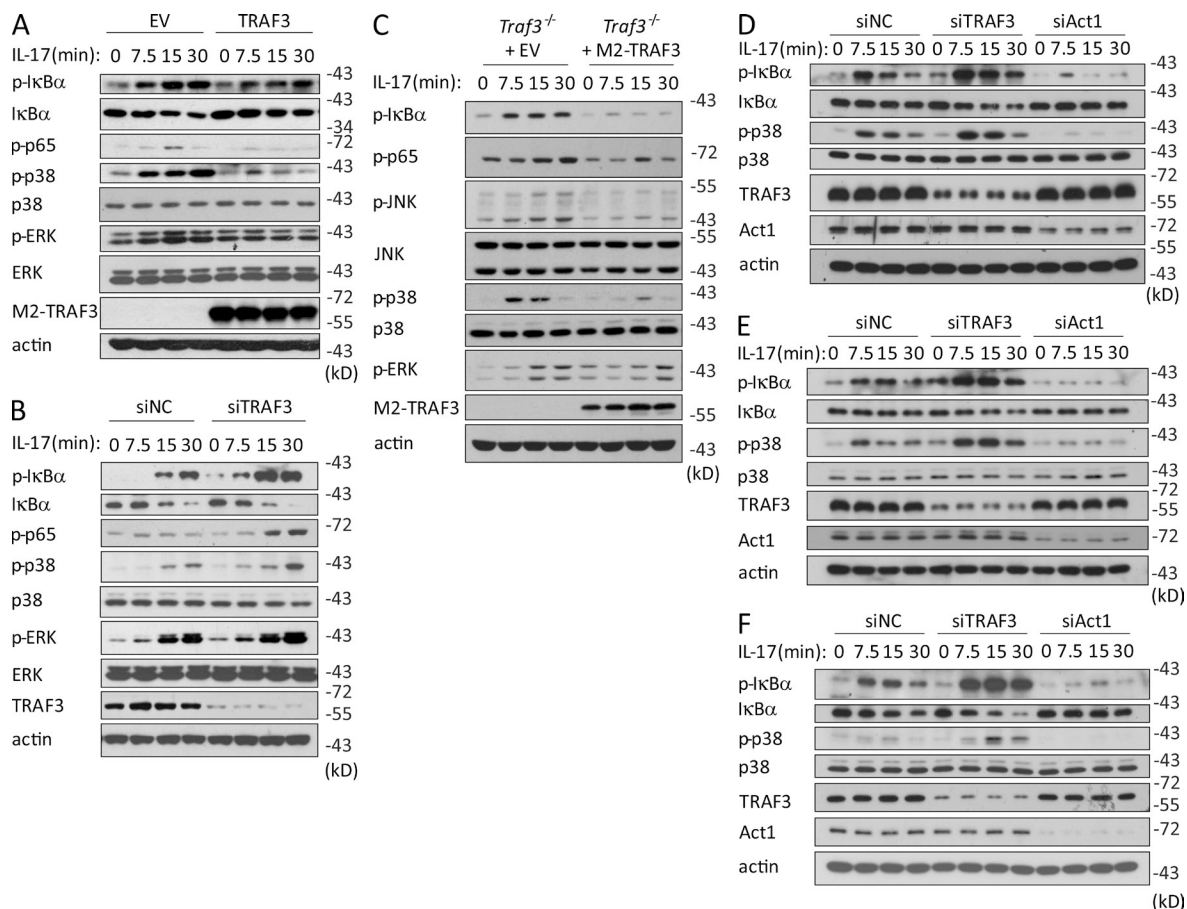 A
EV TRAF3
IL-17(min): 0 7.5 15 30 0 7.5 15 30
p-IκBα -43
IκBα -43
-34
p-p65 -72
p-p38 -43
p38 -43
p-ERK -43
ERK -43
M2-TRAF3 -72
-55
actin -43
(kD)
B
siNC siTRAF3
IL-17(min): 0 7.5 15 30 0 7.5 15 30
p-IκBα -43
IκBα -43
p-p65 -72
p-p38 -43
p38 -43
p-ERK -43
ERK -43
TRAF3 -72
-55
actin -43
(kD)
C
Traf3-/- Traf3-/-
+ EV + M2-TRAF3
IL-17(min): 0 7.5 15 30 0 7.5 15 30
p-IκBα -43
p-p65 -72
p-JNK -55
-43
JNK -55
-43
p-p38 -43
p38 -43
p-ERK -43
M2-TRAF3 -55
actin -43
(kD)
D
siNC siTRAF3 siAct1
IL-17(min): 0 7.5 15 30 0 7.5 15 30 0 7.5 15 30
p-IκBα -43
IκBα -43
p-p38 -43
p38 -43
TRAF3 -72
-55
Act1 -72
-55
actin -43
(kD)
E
siNC siTRAF3 siAct1
IL-17(min): 0 7.5 15 30 0 7.5 15 30 0 7.5 15 30
p-IκBα -43
IκBα -43
p-p38 -43
p38 -43
-72
TRAF3 -55
Act1 -72
actin -43
(kD)
F
siNC siTRAF3 siAct1
IL-17(min): 0 7.5 15 30 0 7.5 15 30 0 7.5 15 30
p-IκBα -43
IκBα -43
p-p38 -43
p38 -43
-72
TRAF3 -55
Act1 -72
actin -43
(kD)